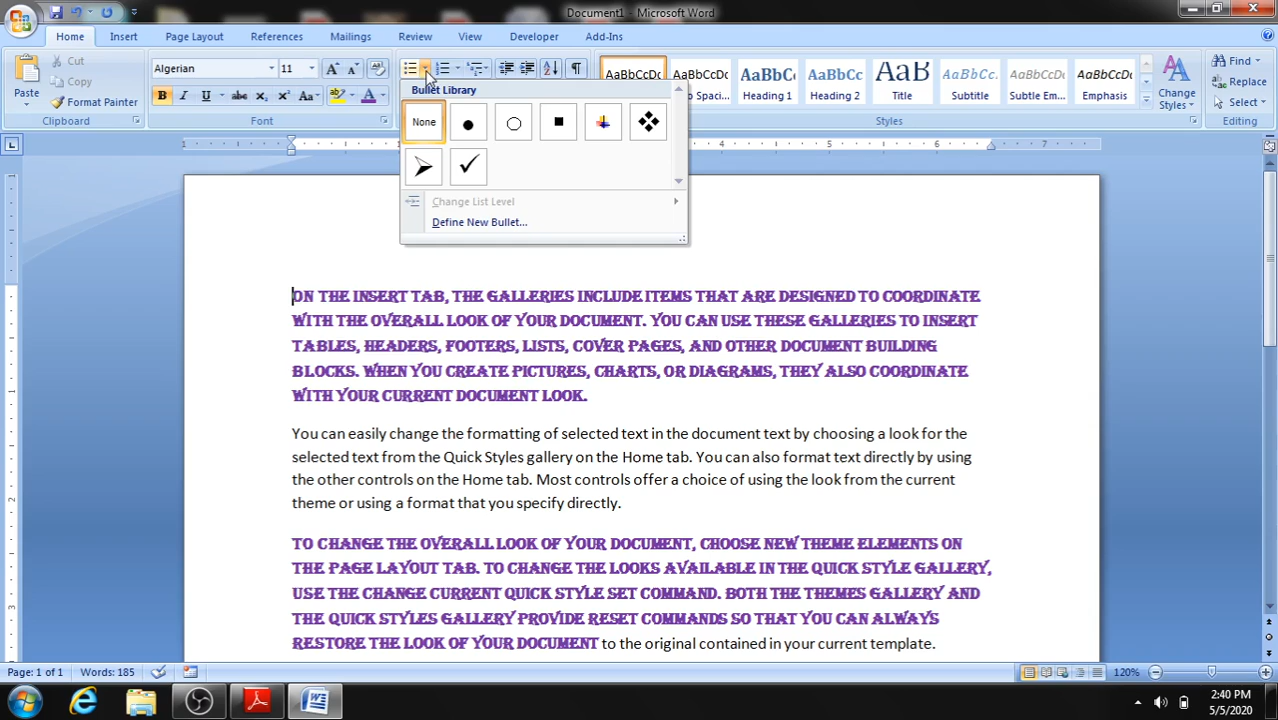 Document1 - Microsoft Word
Home Insert Page Layout References Mailings Review View Developer Add-Ins
Cut
Copy
Format Painter
Paste
Clipboard
Algerian 11
B I U
Font
Bullet Library
None
Change List Level
Define New Bullet...
AaBbCcDc AaBbCcDc AaBbCc AaBbCc AaB AaBbCc. AaBbCcDc AaBbCcDc
No Spaci... Heading 1 Heading 2 Title Subtitle Subtle Em... Emphasis
Change Styles
Styles
Find
Replace
Select
Editing
ON THE INSERT TAB, THE GALLERIES INCLUDE ITEMS THAT ARE DESIGNED TO COORDINATE
WITH THE OVERALL LOOK OF YOUR DOCUMENT. YOU CAN USE THESE GALLERIES TO INSERT
TABLES, HEADERS, FOOTERS, LISTS, COVER PAGES, AND OTHER DOCUMENT BUILDING
BLOCKS. WHEN YOU CREATE PICTURES, CHARTS, OR DIAGRAMS, THEY ALSO COORDINATE
WITH YOUR CURRENT DOCUMENT LOOK.
You can easily change the formatting of selected text in the document text by choosing a look for the
selected text from the Quick Styles gallery on the Home tab. You can also format text directly by using
the other controls on the Home tab. Most controls offer a choice of using the look from the current
theme or using a format that you specify directly.
TO CHANGE THE OVERALL LOOK OF YOUR DOCUMENT, CHOOSE NEW THEME ELEMENTS ON
THE PAGE LAYOUT TAB. TO CHANGE THE LOOKS AVAILABLE IN THE QUICK STYLE GALLERY,
USE THE CHANGE CURRENT QUICK STYLE SET COMMAND. BOTH THE THEMES GALLERY AND
THE QUICK STYLES GALLERY PROVIDE RESET COMMANDS SO THAT YOU CAN ALWAYS
RESTORE THE LOOK OF YOUR DOCUMENT to the original contained in your current template.
Page: 1 of 1 Words: 185 120%
2:40 PM
5/5/2020